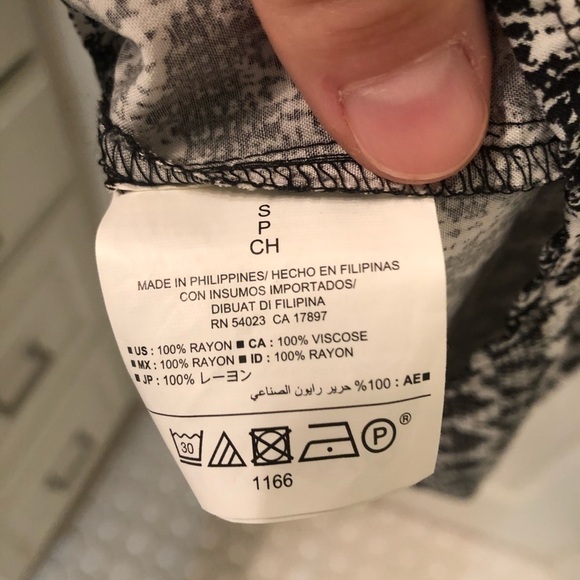 S
P
CH
MADE IN PHILIPPINES/ HECHO EN FILIPINAS
CON INSUMOS IMPORTADOS/
DIBUAT DI FILIPINA
RN 54023 CA 17897
■US : 100% RAYON ■ CA : 100% VISCOSE
■MX : 100% RAYON ■ ID : 100% RAYON
■JP : 100% レーヨン
■AE : 100% حرير رايون الصناعي
30 P ®
1166